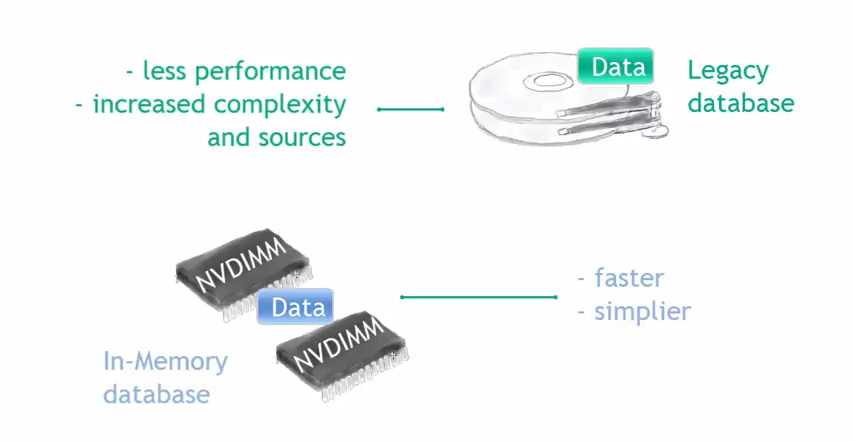 - less performance
- increased complexity
and sources
Data
Legacy
database
NVDIMM
Data
NVDIMM
In-Memory
database
- faster
- simplier